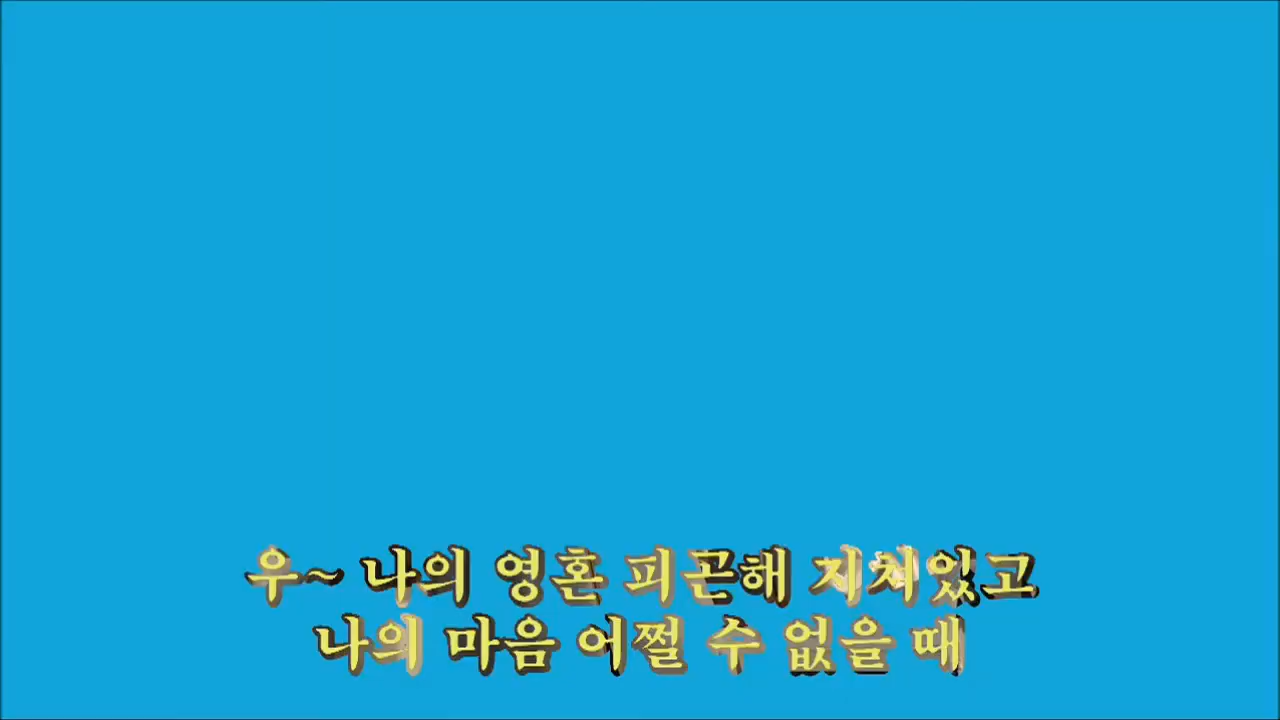 우~ 나의 영혼 피곤해 지쳐있고
나의 마음 어쩔 수 없을 때